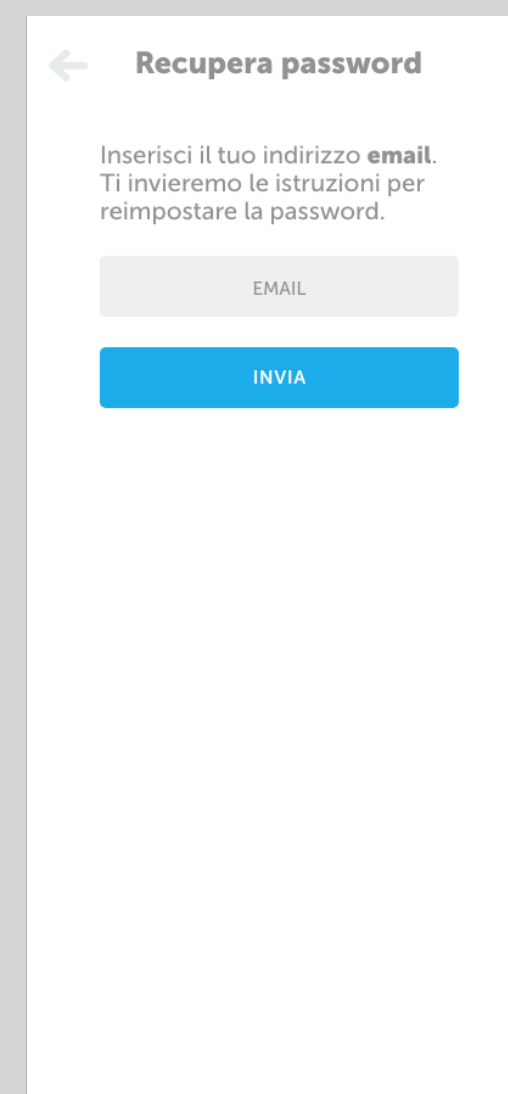 Recupera password
Inserisci il tuo indirizzo email.
Ti invieremo le istruzioni per
reimpostare la password.
EMAIL
INVIA